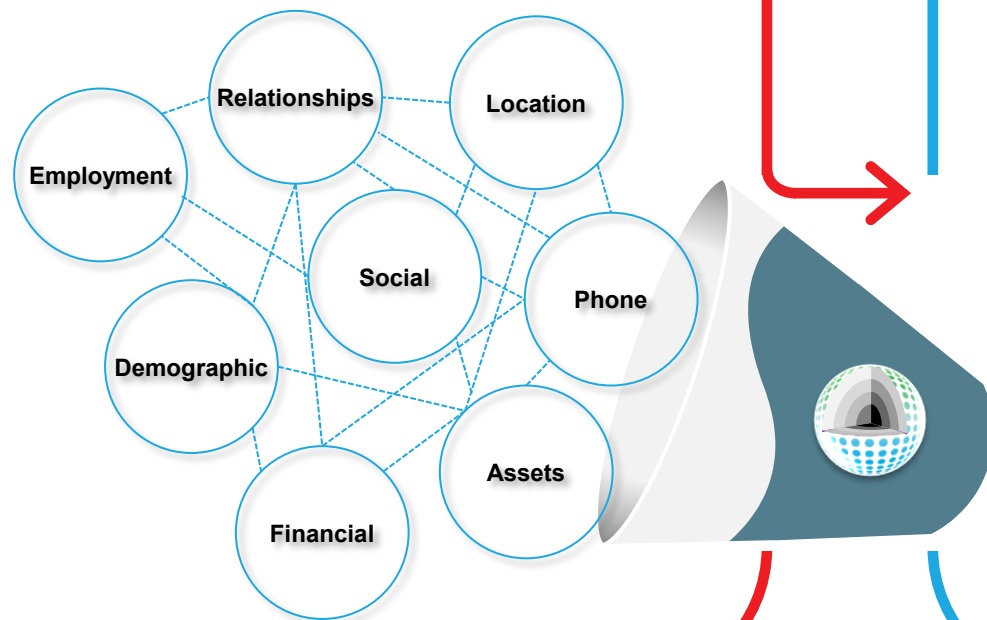 Relationships
Location
Employment
Social
Phone
Demographic
Assets
Financial